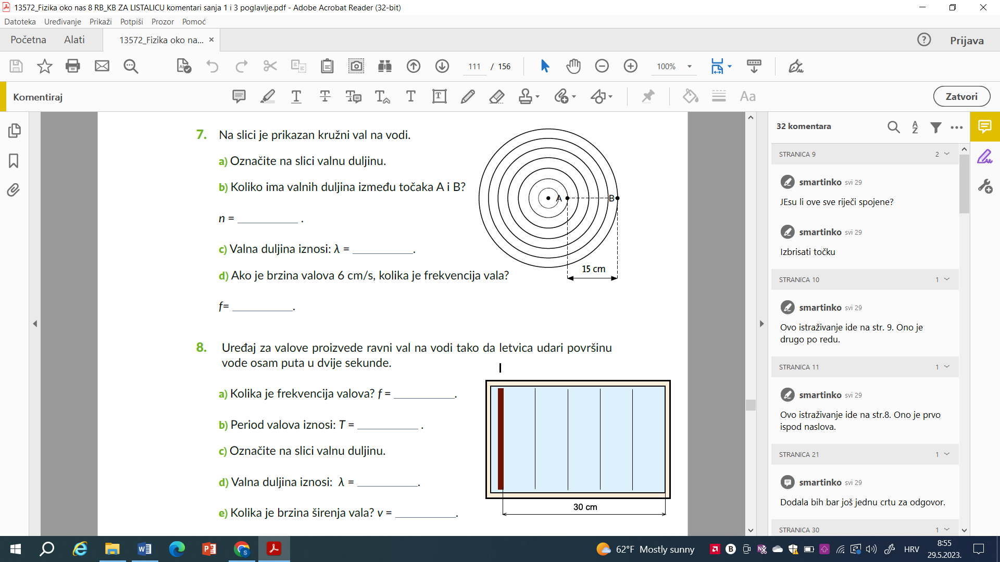 13572_Fizika oko nas 8 RB_KB ZA LISTALICU komentari sanja 1 i 3 poglavlje.pdf - Adobe Acrobat Reader (32-bit)
Datoteka Uređivanje Prikaži Potpiši Prozor Pomoć
Početna Alati 13572_Fizika oko na... × ? Prijava
111 / 156 100%
Komentiraj Zatvori
7. Na slici je prikazan kružni val na vodi.
a) Označite na slici valnu duljinu.
b) Koliko ima valnih duljina između točaka A i B?
n = __________ .
c) Valna duljina iznosi: λ = __________.
d) Ako je brzina valova 6 cm/s, kolika je frekvencija vala?
f= __________.
A B
15 cm
8. Uređaj za valove proizvede ravni val na vodi tako da letvica udari površinu
vode osam puta u dvije sekunde.
a) Kolika je frekvencija valova? f = __________.
b) Period valova iznosi: T = __________ .
c) Označite na slici valnu duljinu.
d) Valna duljina iznosi: λ = __________.
e) Kolika je brzina širenja vala? v = __________.
30 cm
32 komentara
STRANICA 9 2
smartinko svi 29
JEsu li ove sve riječi spojene?
smartinko svi 29
Izbrisati točku
STRANICA 10 1
smartinko svi 29
Ovo istraživanje ide na str. 9. Ono je
drugo po redu.
STRANICA 11 1
smartinko svi 29
Ovo istraživanje ide na str.8. Ono je prvo
ispod naslova.
STRANICA 21 1
smartinko svi 29
Dodala bih bar još jednu crtu za odgovor.
STRANICA 30 1
62°F Mostly sunny HRV 8:55
29.5.2023.